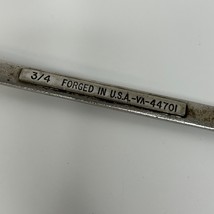 3/4 FORGED IN U.S.A.-VA-44701